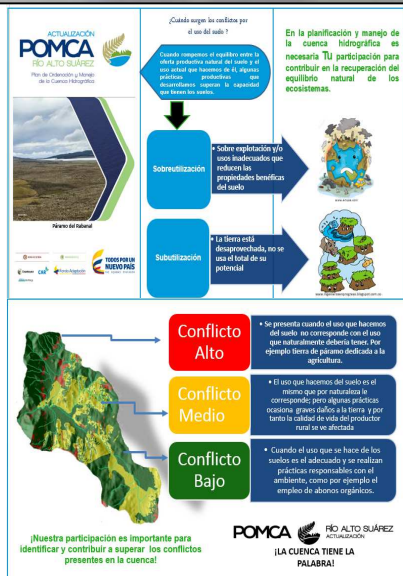 ACTUALIZACIÓN
POMCA
RÍO ALTO SUÁREZ
Plan de Ordenación y Manejo
de la Cuenca Hidrográfica
Páramo del Rabanal
TODOS POR UN
NUEVO PAÍS
¿Cuándo surgen los conflictos por
el uso del suelo ?
Cuando rompemos el equilibrio entre la
oferta productiva natural del suelo y el
uso actual que hacemos de él, algunas
prácticas productivas que
desarrollamos superan la capacidad
que tienen los suelos.
Sobreutilización
• Sobre explotación y/o
usos inadecuados que
reducen las
propiedades benéficas
del suelo
Subutilización
• La tierra está
desaprovechada, no se
usa el total de su
potencial
En la planificación y manejo de
la cuenca hidrográfica es
necesaria TU participación para
contribuir en la recuperación del
equilibrio natural de los
ecosistemas.
Conflicto
Alto
• Se presenta cuando el uso que hacemos
del suelo no corresponde con el uso
que naturalmente debería tener. Por
ejemplo tierra de páramo dedicada a la
agricultura.
Conflicto
Medio
• El uso que hacemos del suelo es el
mismo que por naturaleza le
corresponde; pero algunas prácticas
ocasiona graves daños a la tierra y por
tanto la calidad de vida del productor
rural se ve afectada
Conflicto
Bajo
• Cuando el uso que se hace de los
suelos es el adecuado y se realizan
prácticas responsables con el
ambiente, como por ejemplo el
empleo de abonos orgánicos.
¡Nuestra participación es importante para
identificar y contribuir a superar los conflictos
presentes en la cuenca!
POMCA
RÍO ALTO SUÁREZ
ACTUALIZACIÓN
¡LA CUENCA TIENE LA
PALABRA!